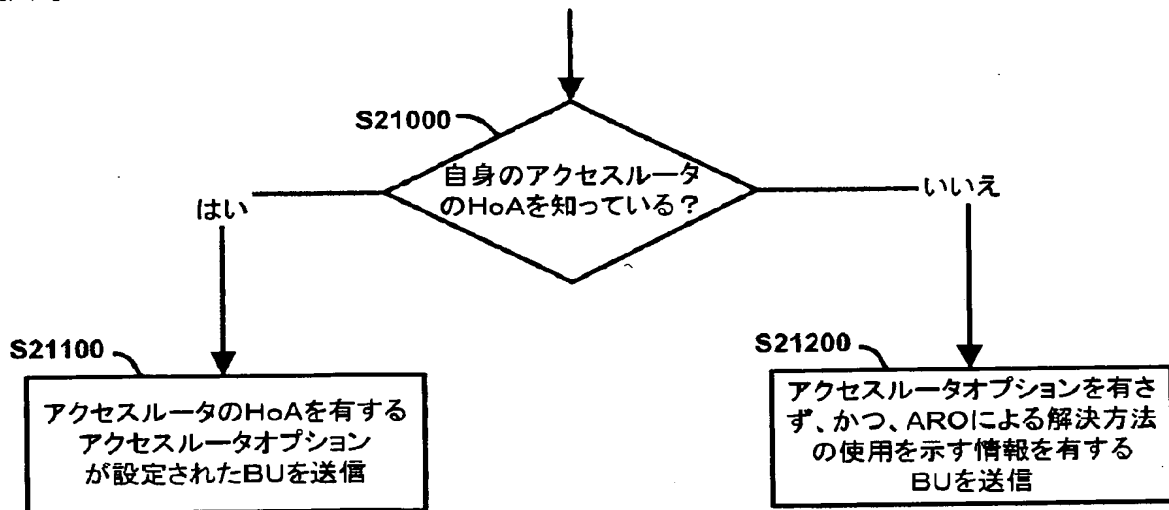 S21000
自身のアクセスルータ
のHoAを知っている？
はい
いいえ
S21100
アクセスルータのHoAを有する
アクセスルータオプション
が設定されたBUを送信
S21200
アクセスルータオプションを有さ
ず、かつ、AROによる解決方法
の使用を示す情報を有する
BUを送信